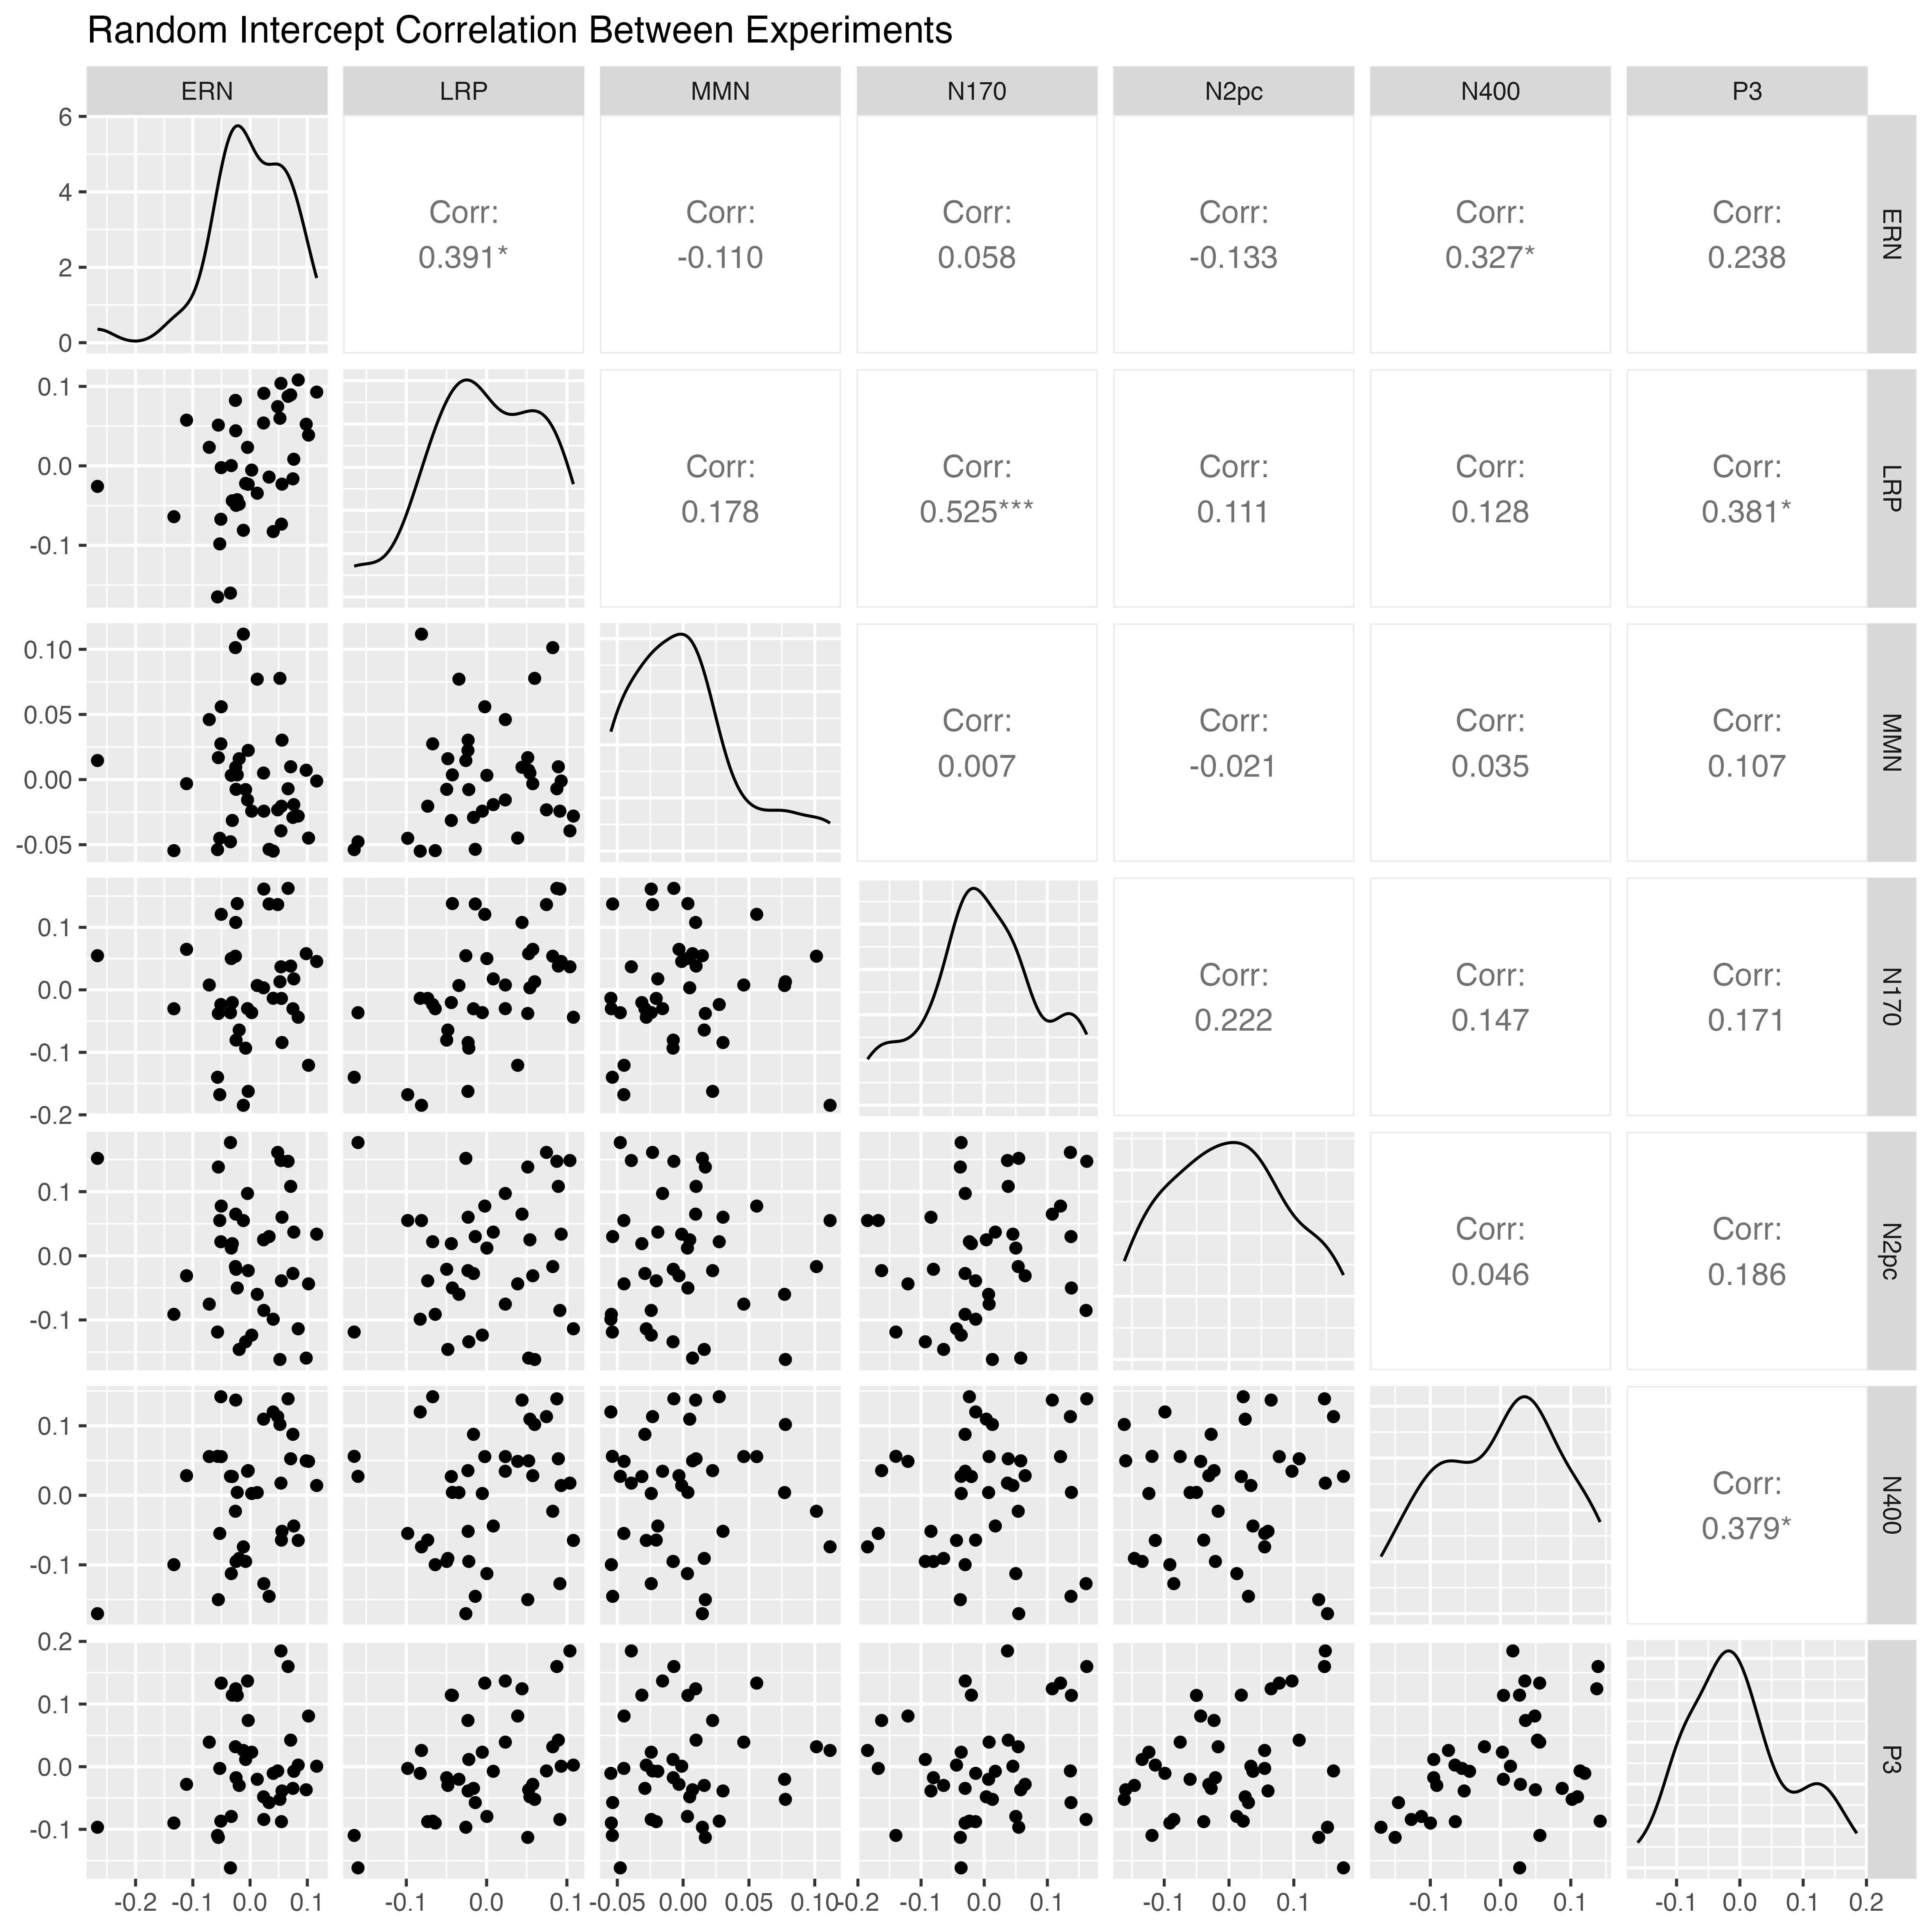 Random Intercept Correlation Between Experiments
ERN LRP MMN N170 N2pc N400 P3
6
4
2
0
Corr: Corr: Corr: Corr: Corr: Corr:
0.391* -0.110 0.058 -0.133 0.327* 0.238
ERN
0.1
0.0
-0.1
Corr: Corr: Corr: Corr: Corr:
0.178 0.525*** 0.111 0.128 0.381*
LRP
0.10
0.05
0.00
-0.05
Corr: Corr: Corr: Corr:
0.007 -0.021 0.035 0.107
MMN
0.1
0.0
-0.1
-0.2
Corr: Corr: Corr:
0.222 0.147 0.171
N170
0.1
0.0
-0.1
Corr: Corr:
0.046 0.186
N2pc
0.1
0.0
-0.1
Corr:
0.379*
N400
0.2
0.1
0.0
-0.1
P3
-0.2 -0.1 0.0 0.1 -0.1 0.0 0.1 -0.05 0.00 0.05 0.10 -0.2 -0.1 0.0 0.1 -0.1 0.0 0.1 -0.1 0.0 0.1 -0.1 0.0 0.1 0.2